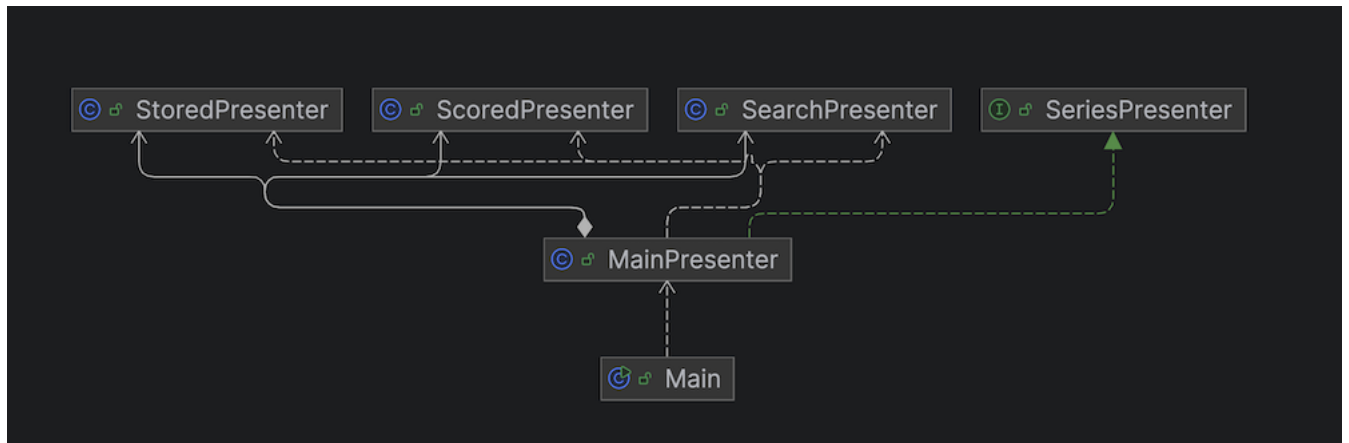 C StoredPresenter
C ScoredPresenter
C SearchPresenter
I SeriesPresenter
C MainPresenter
C Main